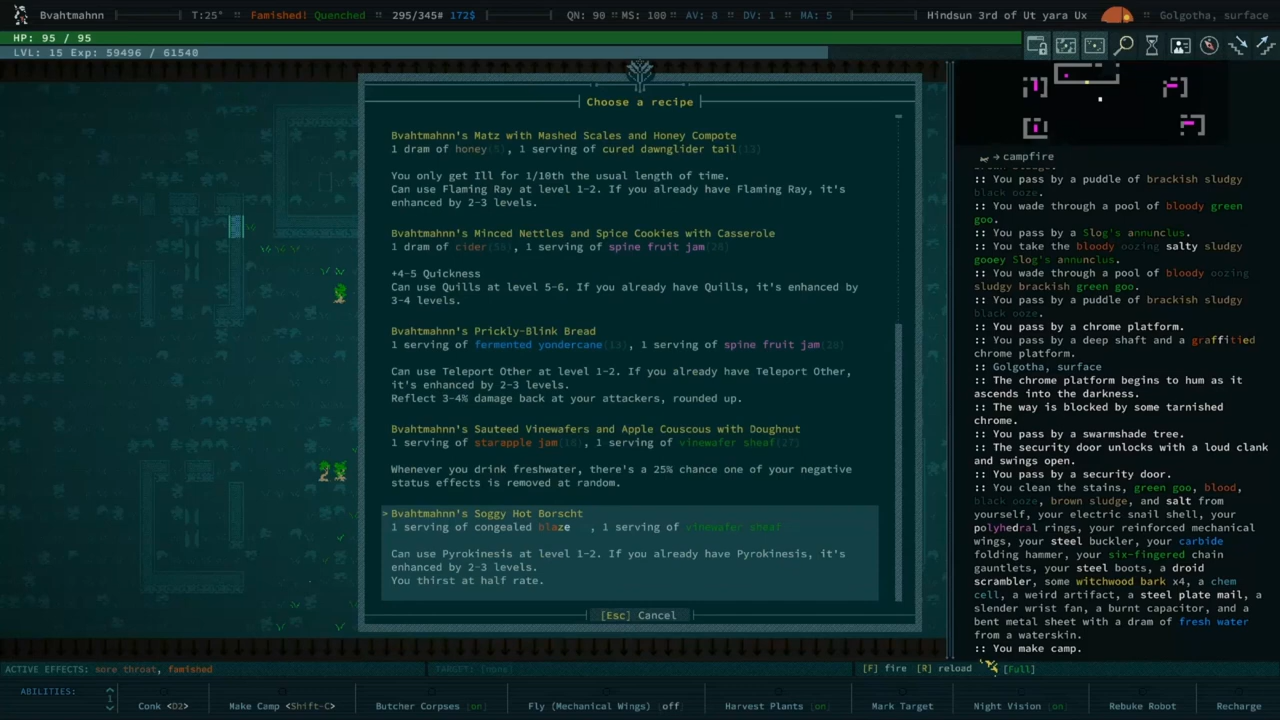 Bvahtmahnn T:25° Famished! Quenched 295/345# 172$ QN: 90 MS: 100 AV: 8 DV: 1 MA: 5 Hindsun 3rd of Ut yara Ux Golgotha, surface
HP: 95 / 95
LVL: 15 Exp: 59496 / 61540
Choose a recipe
Bvahtmahnn's Matz with Mashed Scales and Honey Compote
1 dram of honey(5), 1 serving of cured dawnglider tail(13)
You only get Ill for 1/10th the usual length of time.
Can use Flaming Ray at level 1-2. If you already have Flaming Ray, it's
enhanced by 2-3 levels.
Bvahtmahnn's Minced Nettles and Spice Cookies with Casserole
1 dram of cider(58), 1 serving of spine fruit jam(28)
+4-5 Quickness
Can use Quills at level 5-6. If you already have Quills, it's enhanced by
3-4 levels.
Bvahtmahnn's Prickly-Blink Bread
1 serving of fermented yondercane(13), 1 serving of spine fruit jam(28)
Can use Teleport Other at level 1-2. If you already have Teleport Other,
it's enhanced by 2-3 levels.
Reflect 3-4% damage back at your attackers, rounded up.
Bvahtmahnn's Sauteed Vinewafers and Apple Couscous with Doughnut
1 serving of starapple jam(16), 1 serving of vinewafer sheaf(27)
Whenever you drink freshwater, there's a 25% chance one of your negative
status effects is removed at random.
> Bvahtmahnn's Soggy Hot Borscht
1 serving of congealed blaze , 1 serving of vinewafer sheaf
Can use Pyrokinesis at level 1-2. If you already have Pyrokinesis, it's
enhanced by 2-3 levels.
You thirst at half rate.
[Esc] Cancel
→ campfire
:: You pass by a puddle of brackish sludgy
black ooze.
:: You wade through a pool of bloody green
goo.
:: You pass by a Slog's annunclus.
:: You take the bloody oozing salty sludgy
gooey Slog's annunclus.
:: You wade through a pool of bloody oozing
sludgy brackish green goo.
:: You pass by a puddle of brackish sludgy
black ooze.
:: You pass by a chrome platform.
:: You pass by a deep shaft and a graffitied
chrome platform.
:: Golgotha, surface
:: The chrome platform begins to hum as it
ascends into the darkness.
:: The way is blocked by some tarnished
chrome.
:: You pass by a swarmshade tree.
:: The security door unlocks with a loud clank
and swings open.
:: You pass by a security door.
:: You clean the stains, green goo, blood,
black ooze, brown sludge, and salt from
yourself, your electric snail shell, your
polyhedral rings, your reinforced mechanical
wings, your steel buckler, your carbide
folding hammer, your six-fingered chain
gauntlets, your steel boots, a droid
scrambler, some witchwood bark x4, a chem
cell, a weird artifact, a steel plate mail, a
slender wrist fan, a burnt capacitor, and a
bent metal sheet with a dram of fresh water
from a waterskin.
:: You make camp.
ACTIVE EFFECTS: sore throat, famished TARGET: [none] [F] fire [R] reload [Full]
ABILITIES: 1 Conk <02> Make Camp <Shift-C> Butcher Corpses [on] Fly (Mechanical Wings) [off] Harvest Plants [on] Mark Target Night Vision [on] Rebuke Robot Recharge